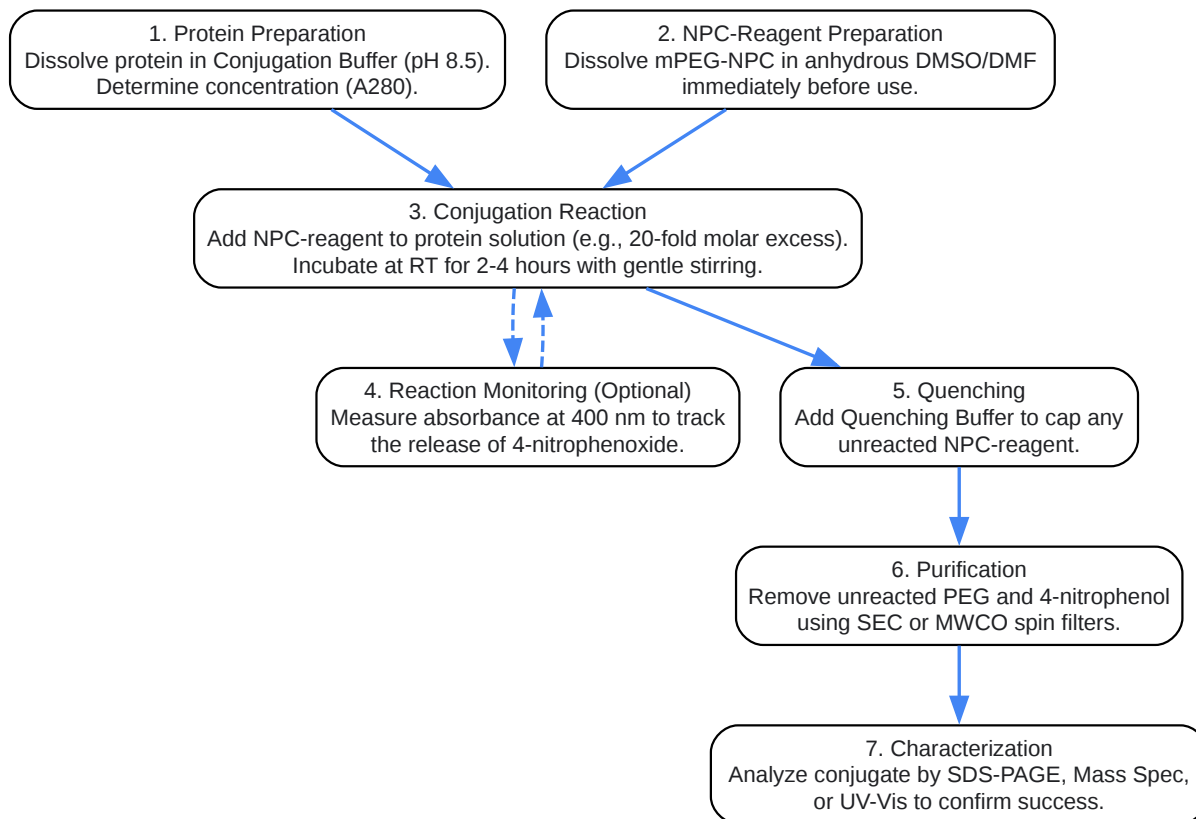 1. Protein Preparation
Dissolve protein in Conjugation Buffer (pH 8.5).
Determine concentration (A280).
2. NPC-Reagent Preparation
Dissolve mPEG-NPC in anhydrous DMSO/DMF
immediately before use.
3. Conjugation Reaction
Add NPC-reagent to protein solution (e.g., 20-fold molar excess).
Incubate at RT for 2-4 hours with gentle stirring.
4. Reaction Monitoring (Optional)
Measure absorbance at 400 nm to track
the release of 4-nitrophenoxide.
5. Quenching
Add Quenching Buffer to cap any
unreacted NPC-reagent.
6. Purification
Remove unreacted PEG and 4-nitrophenol
using SEC or MWCO spin filters.
7. Characterization
Analyze conjugate by SDS-PAGE, Mass Spec,
or UV-Vis to confirm success.